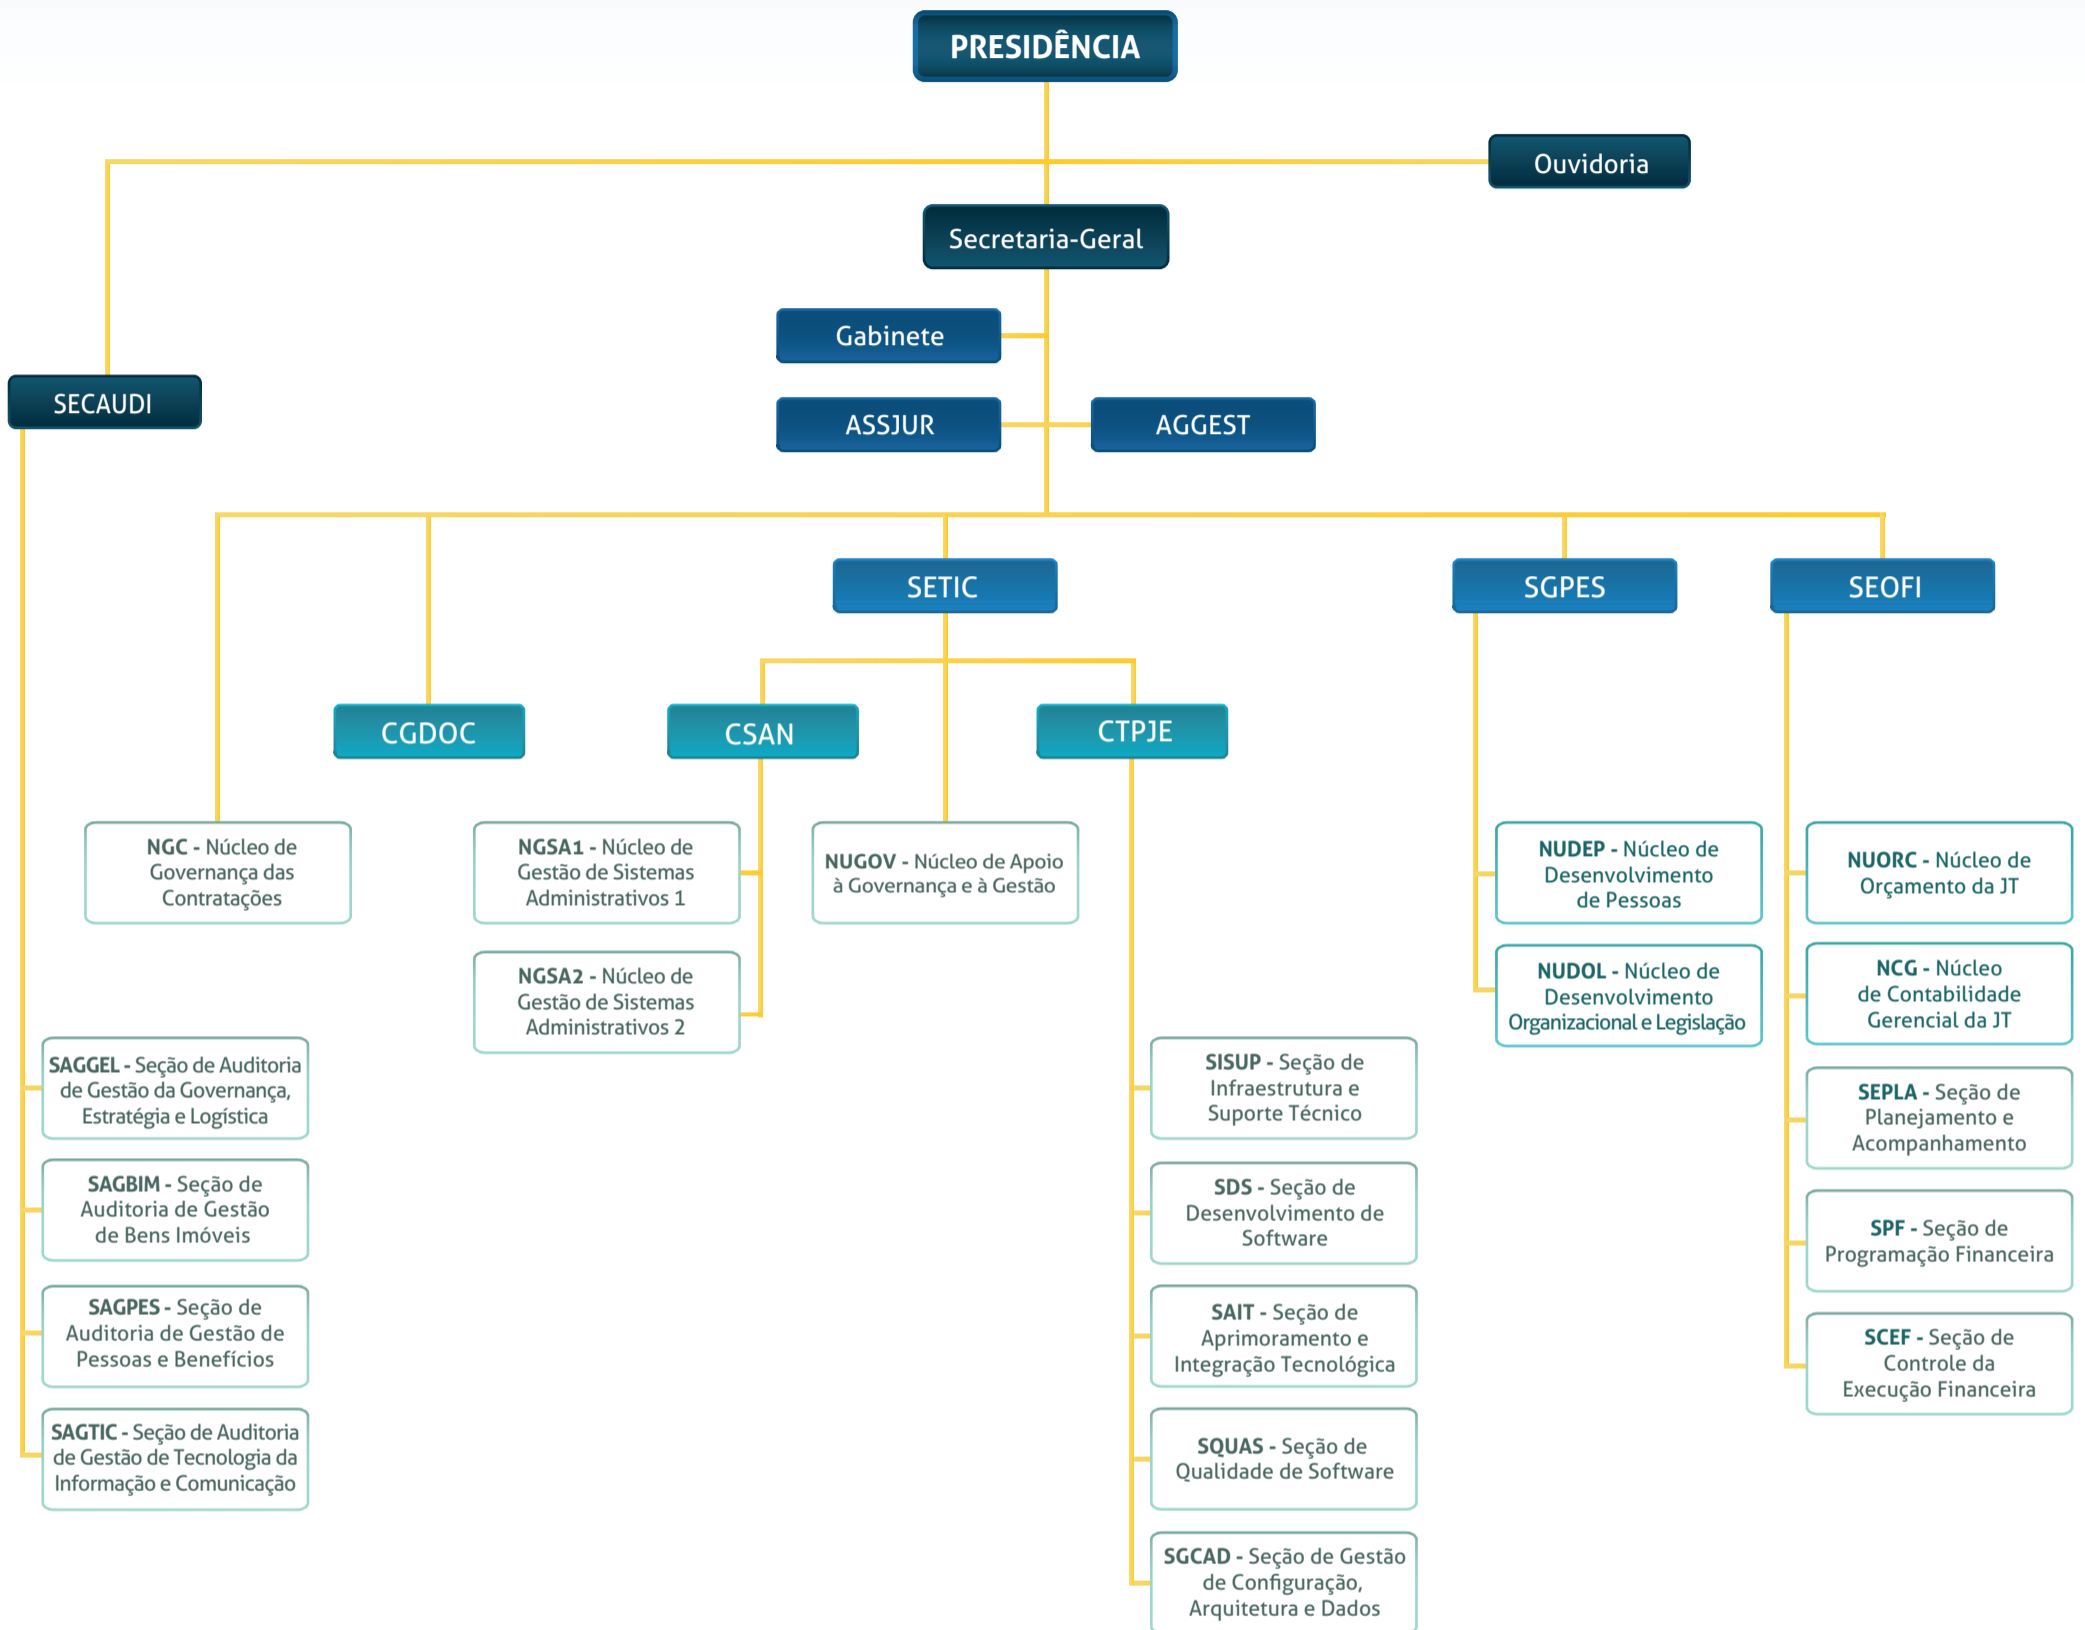 PRESIDÊNCIA
Ouvidoria
Secretaria-Geral
Gabinete
SECAUDI
ASSJUR
AGGEST
SETIC
SGPES
SEOFI
CGDOC
CSAN
CTPJE
NGC - Núcleo de
Governança das
Contratações
NGSA1 - Núcleo de
Gestão de Sistemas
Administrativos 1
NUGOV - Núcleo de Apoio
à Governança e à Gestão
NUDEP - Núcleo de
Desenvolvimento
de Pessoas
NUORC - Núcleo de
Orçamento da JT
NGSA2 - Núcleo de
Gestão de Sistemas
Administrativos 2
NUDOL - Núcleo de
Desenvolvimento
Organizacional e Legislação
NCG - Núcleo
de Contabilidade
Gerencial da JT
SAGGEL - Seção de Auditoria
de Gestão da Governança,
Estratégia e Logística
SISUP - Seção de
Infraestrutura e
Suporte Técnico
SEPLA - Seção de
Planejamento e
Acompanhamento
SAGBIM - Seção de
Auditoria de Gestão
de Bens Imóveis
SDS - Seção de
Desenvolvimento de
Software
SPF - Seção de
Programação Financeira
SAGPES - Seção de
Auditoria de Gestão de
Pessoas e Benefícios
SAIT - Seção de
Aprimoramento e
Integração Tecnológica
SCEF - Seção de
Controle da
Execução Financeira
SAGTIC - Seção de Auditoria
de Gestão de Tecnologia da
Informação e Comunicação
SQUAS - Seção de
Qualidade de Software
SGCAD - Seção de Gestão
de Configuração,
Arquitetura e Dados